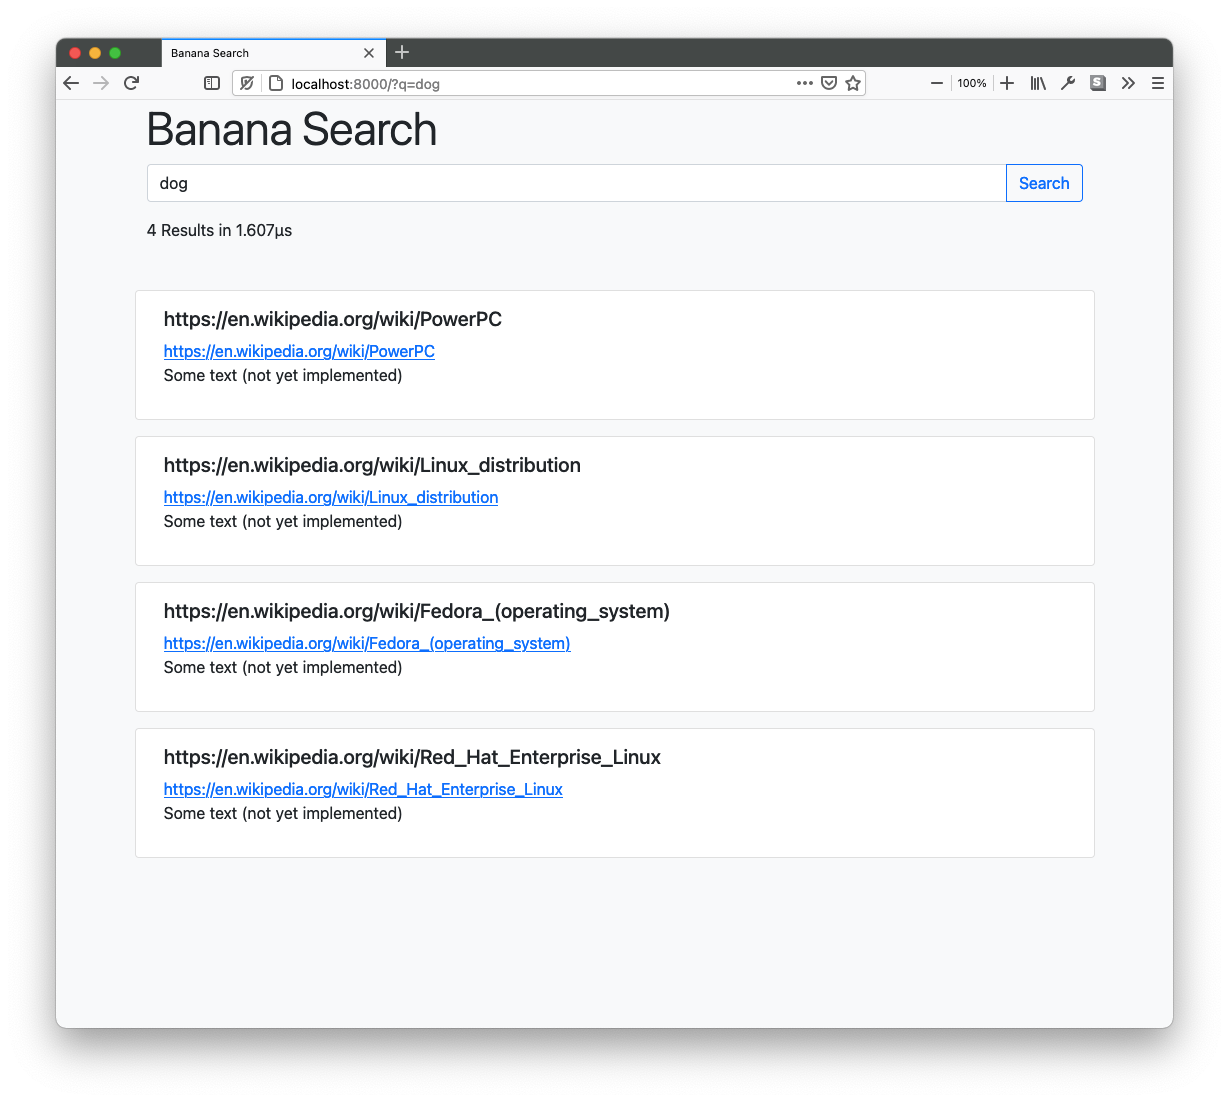 Banana Search
localhost:8000/?q=dog
100%
S
Banana Search
dog
Search
4 Results in 1.607µs
https://en.wikipedia.org/wiki/PowerPC
https://en.wikipedia.org/wiki/PowerPC
Some text (not yet implemented)
https://en.wikipedia.org/wiki/Linux_distribution
https://en.wikipedia.org/wiki/Linux_distribution
Some text (not yet implemented)
https://en.wikipedia.org/wiki/Fedora_(operating_system)
https://en.wikipedia.org/wiki/Fedora_(operating_system)
Some text (not yet implemented)
https://en.wikipedia.org/wiki/Red_Hat_Enterprise_Linux
https://en.wikipedia.org/wiki/Red_Hat_Enterprise_Linux
Some text (not yet implemented)